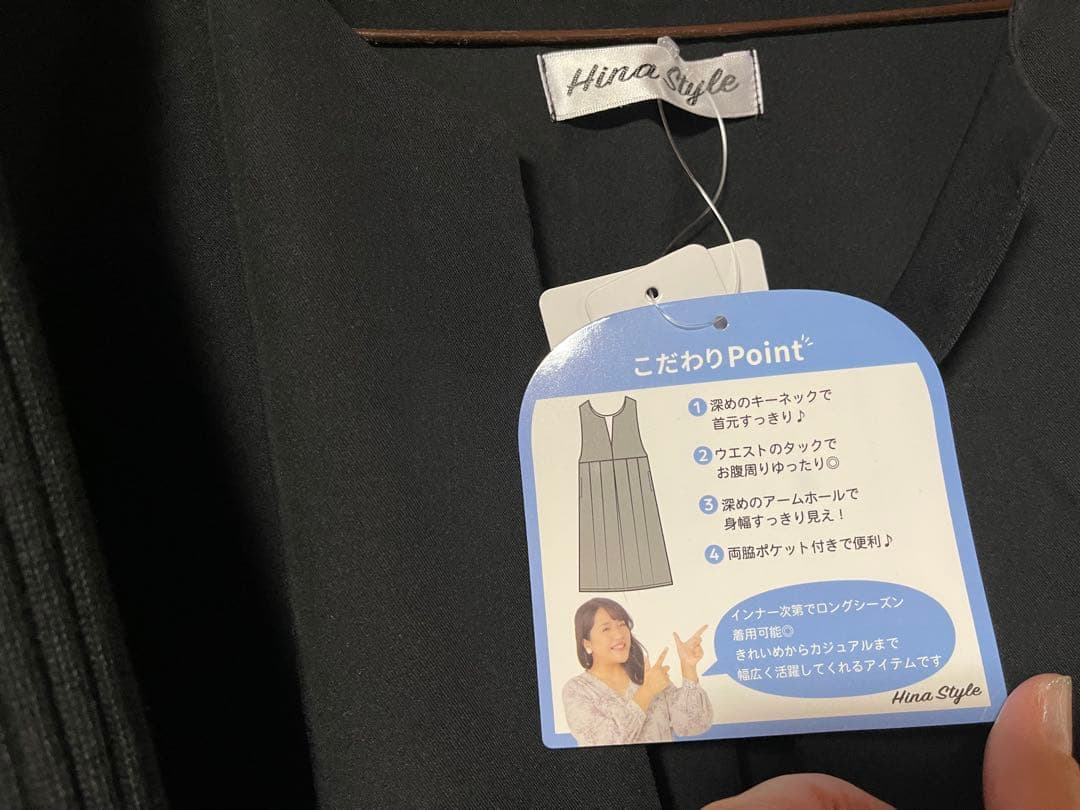 Hina Style
こだわりPoint
1 深めのキーネックで
首元すっきり♪
2 ウエストのタックで
お腹周りゆったり◎
3 深めのアームホールで
身幅すっきり見え！
4 両脇ポケット付きで便利♪
インナー次第でロングシーズン
着用可能◎
きれいめからカジュアルまで
幅広く活躍してくれるアイテムです
Hina Style